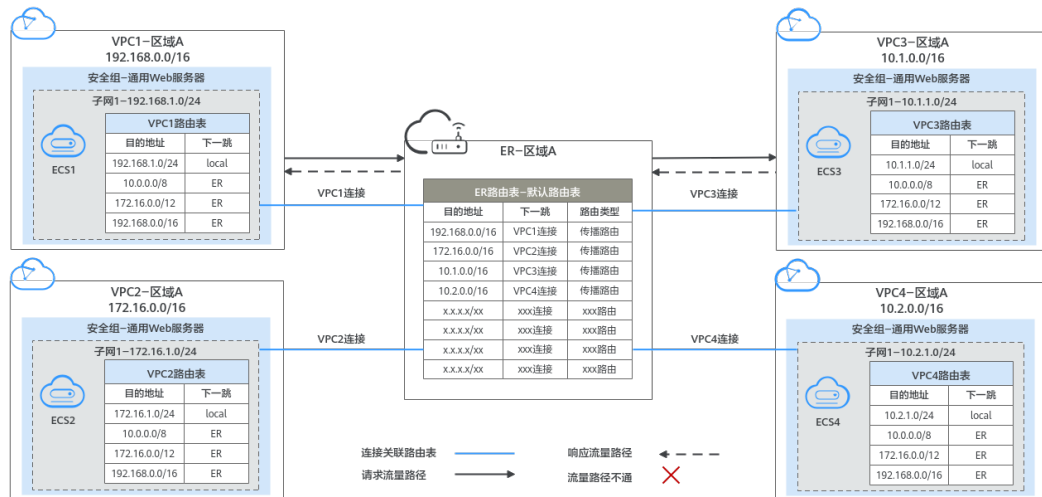 VPC1-区域A
192.168.0.0/16
安全组-通用Web服务器
子网1-192.168.1.0/24
VPC1路由表
目的地址 下一跳
192.168.1.0/24 local
10.0.0.0/8 ER
172.16.0.0/12 ER
192.168.0.0/16 ER
ECS1
VPC2-区域A
172.16.0.0/16
安全组-通用Web服务器
子网1-172.16.1.0/24
VPC2路由表
目的地址 下一跳
172.16.1.0/24 local
10.0.0.0/8 ER
172.16.0.0/12 ER
192.168.0.0/16 ER
ECS2
VPC1连接
VPC2连接
ER-区域A
ER路由表-默认路由表
目的地址 下一跳 路由类型
192.168.0.0/16 VPC1连接 传播路由
172.16.0.0/16 VPC2连接 传播路由
10.1.0.0/16 VPC3连接 传播路由
10.2.0.0/16 VPC4连接 传播路由
x.x.x.x/xx xxx连接 xxx路由
x.x.x.x/xx xxx连接 xxx路由
x.x.x.x/xx xxx连接 xxx路由
x.x.x.x/xx xxx连接 xxx路由
VPC3连接
VPC4连接
VPC3-区域A
10.1.0.0/16
安全组-通用Web服务器
子网1-10.1.1.0/24
VPC3路由表
目的地址 下一跳
10.1.1.0/24 local
10.0.0.0/8 ER
172.16.0.0/12 ER
192.168.0.0/16 ER
ECS3
VPC4-区域A
10.2.0.0/16
安全组-通用Web服务器
子网1-10.2.1.0/24
VPC4路由表
目的地址 下一跳
10.2.1.0/24 local
10.0.0.0/8 ER
172.16.0.0/12 ER
192.168.0.0/16 ER
ECS4
连接关联路由表
响应流量路径
请求流量路径
流量路径不通